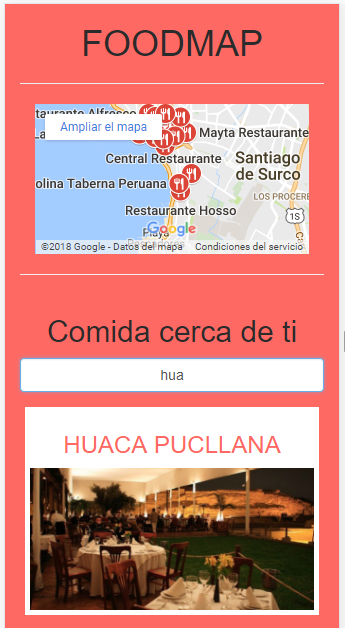 FOODMAP
Restaurante Alfresco
Ampliar el mapa
Mayta Restaurante
Central Restaurante
Santiago
de Surco
olina Taberna Peruana
LOS PROCERE
Restaurante Hosso
1S
Playa
Google
©2018 Google - Datos del mapa
Condiciones del servicio
Comida cerca de ti
hua
HUACA PUCLLANA